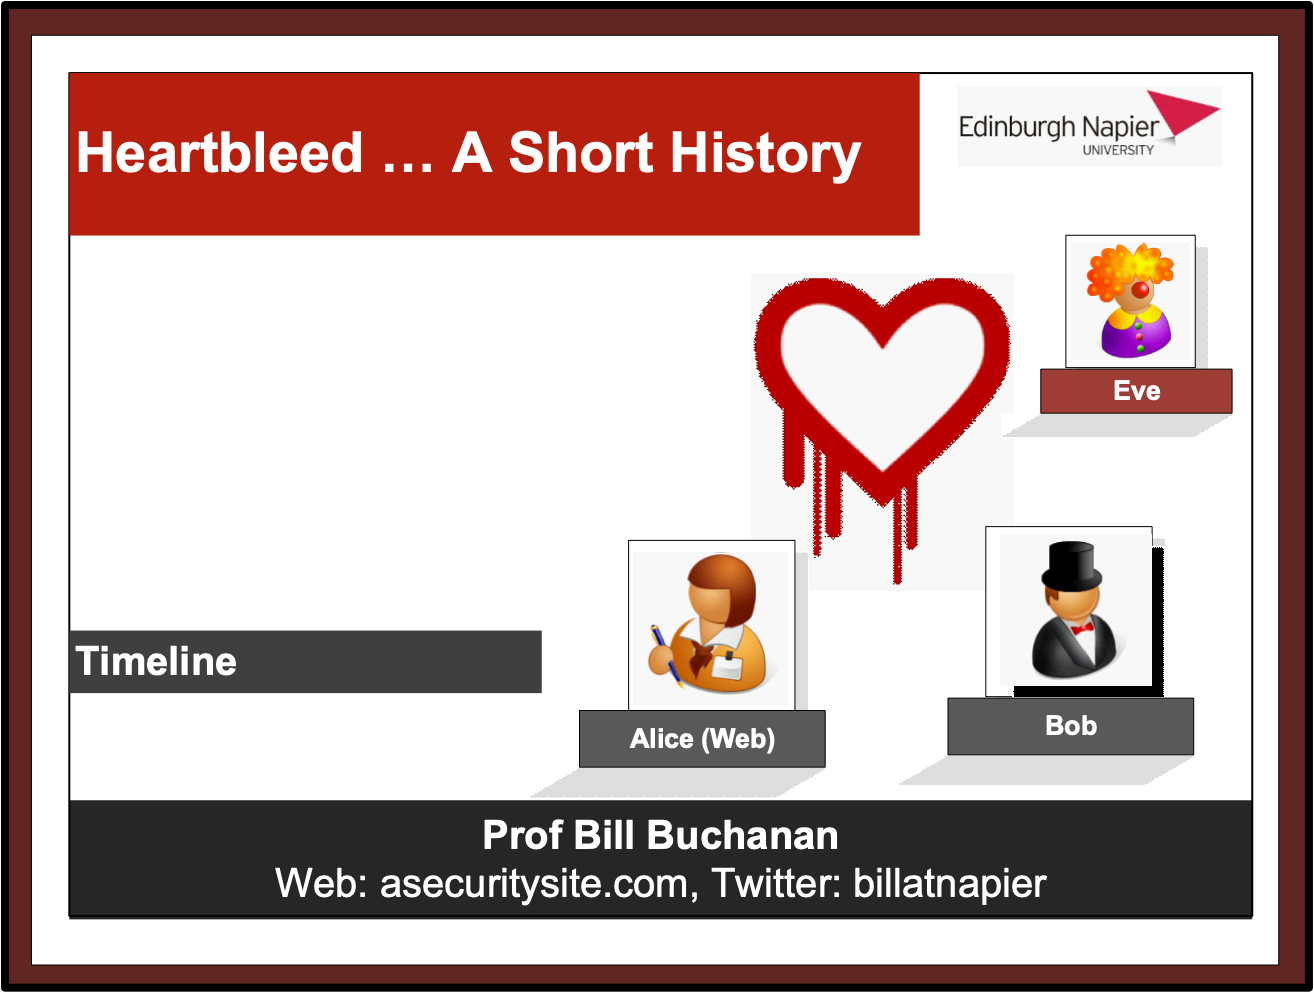 Heartbleed … A Short History
Edinburgh Napier
UNIVERSITY
Eve
Timeline
Alice (Web)
Bob
Prof Bill Buchanan
Web: asecuritysite.com, Twitter: billatnapier